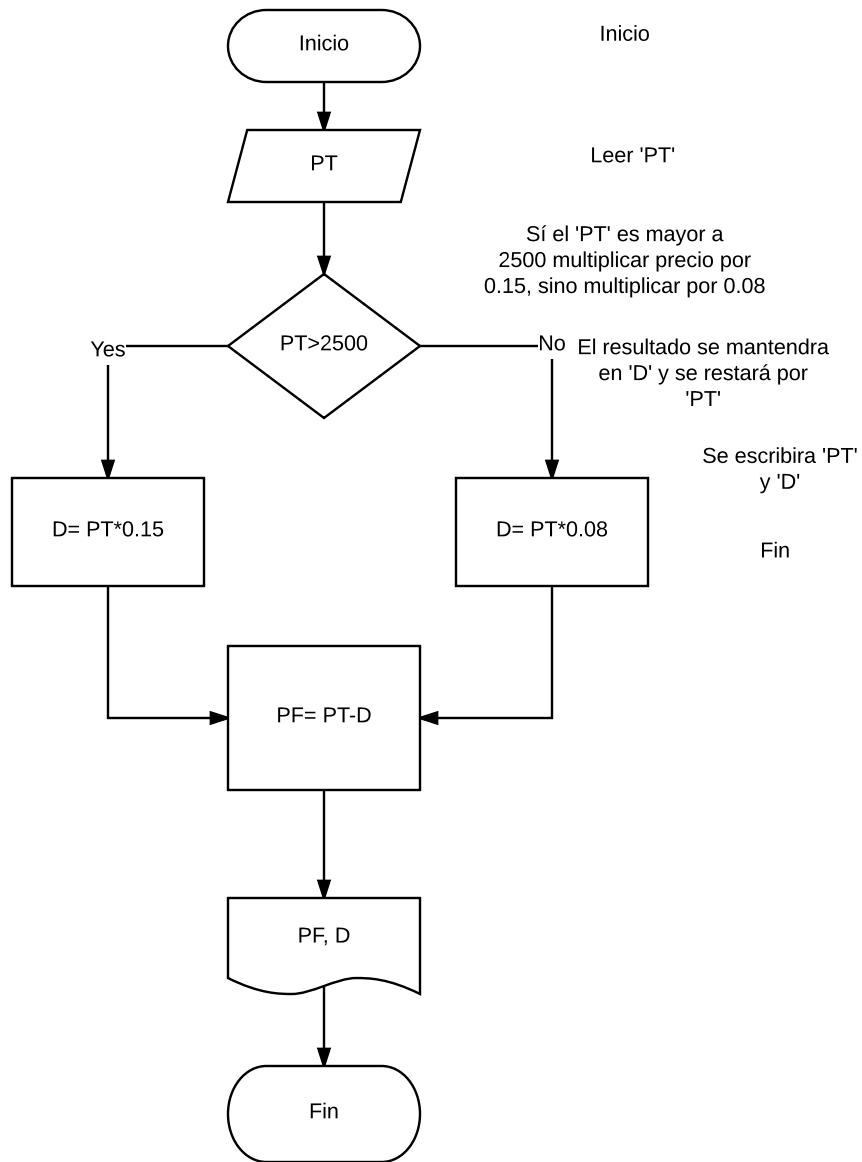 Inicio
Inicio
PT
Leer 'PT'
Sí el 'PT' es mayor a
2500 multiplicar precio por
0.15, sino multiplicar por 0.08
PT>2500
Yes
No
El resultado se mantendra
en 'D' y se restará por
'PT'
Se escribira 'PT'
y 'D'
D= PT*0.15
D= PT*0.08
Fin
PF= PT-D
PF, D
Fin